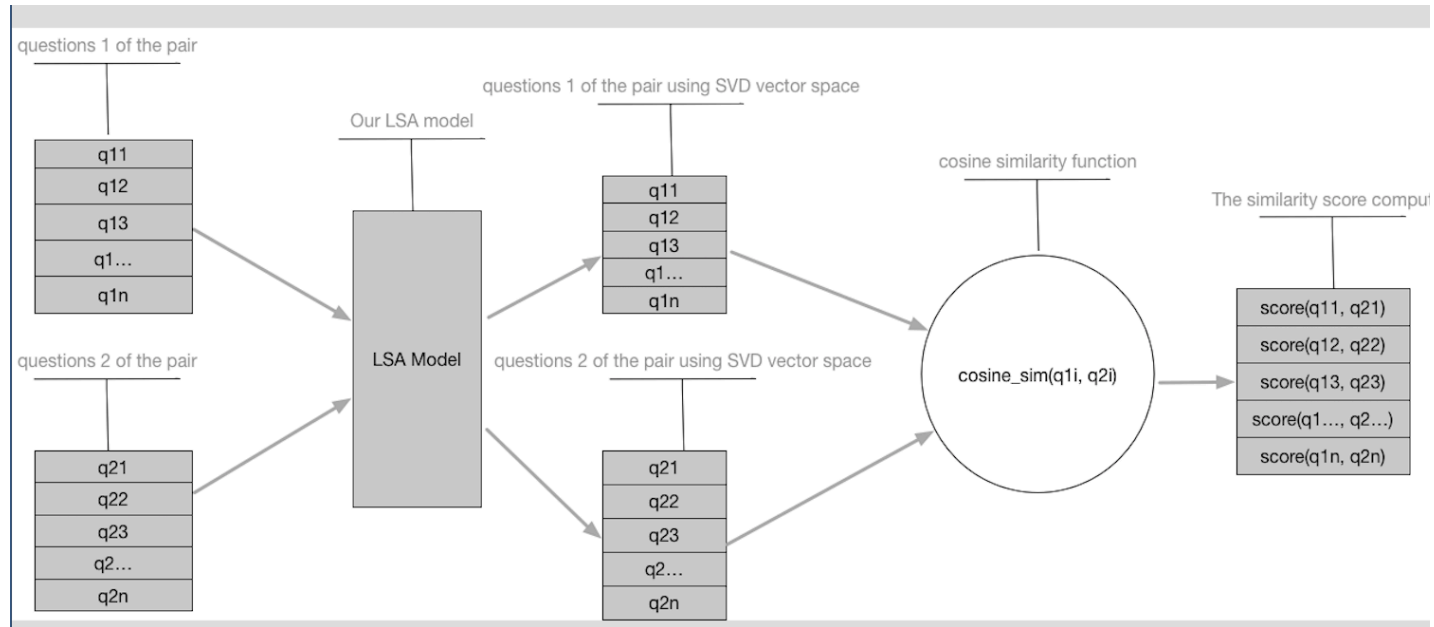 questions 1 of the pair
q11
q12
q13
q1...
q1n
questions 2 of the pair
q21
q22
q23
q2...
q2n
Our LSA model
LSA Model
questions 1 of the pair using SVD vector space
q11
q12
q13
q1...
q1n
questions 2 of the pair using SVD vector space
q21
q22
q23
q2...
q2n
cosine similarity function
cosine_sim(q1i, q2i)
The similarity score
score(q11, q21)
score(q12, q22)
score(q13, q23)
score(q1..., q2...)
score(q1n, q2n)